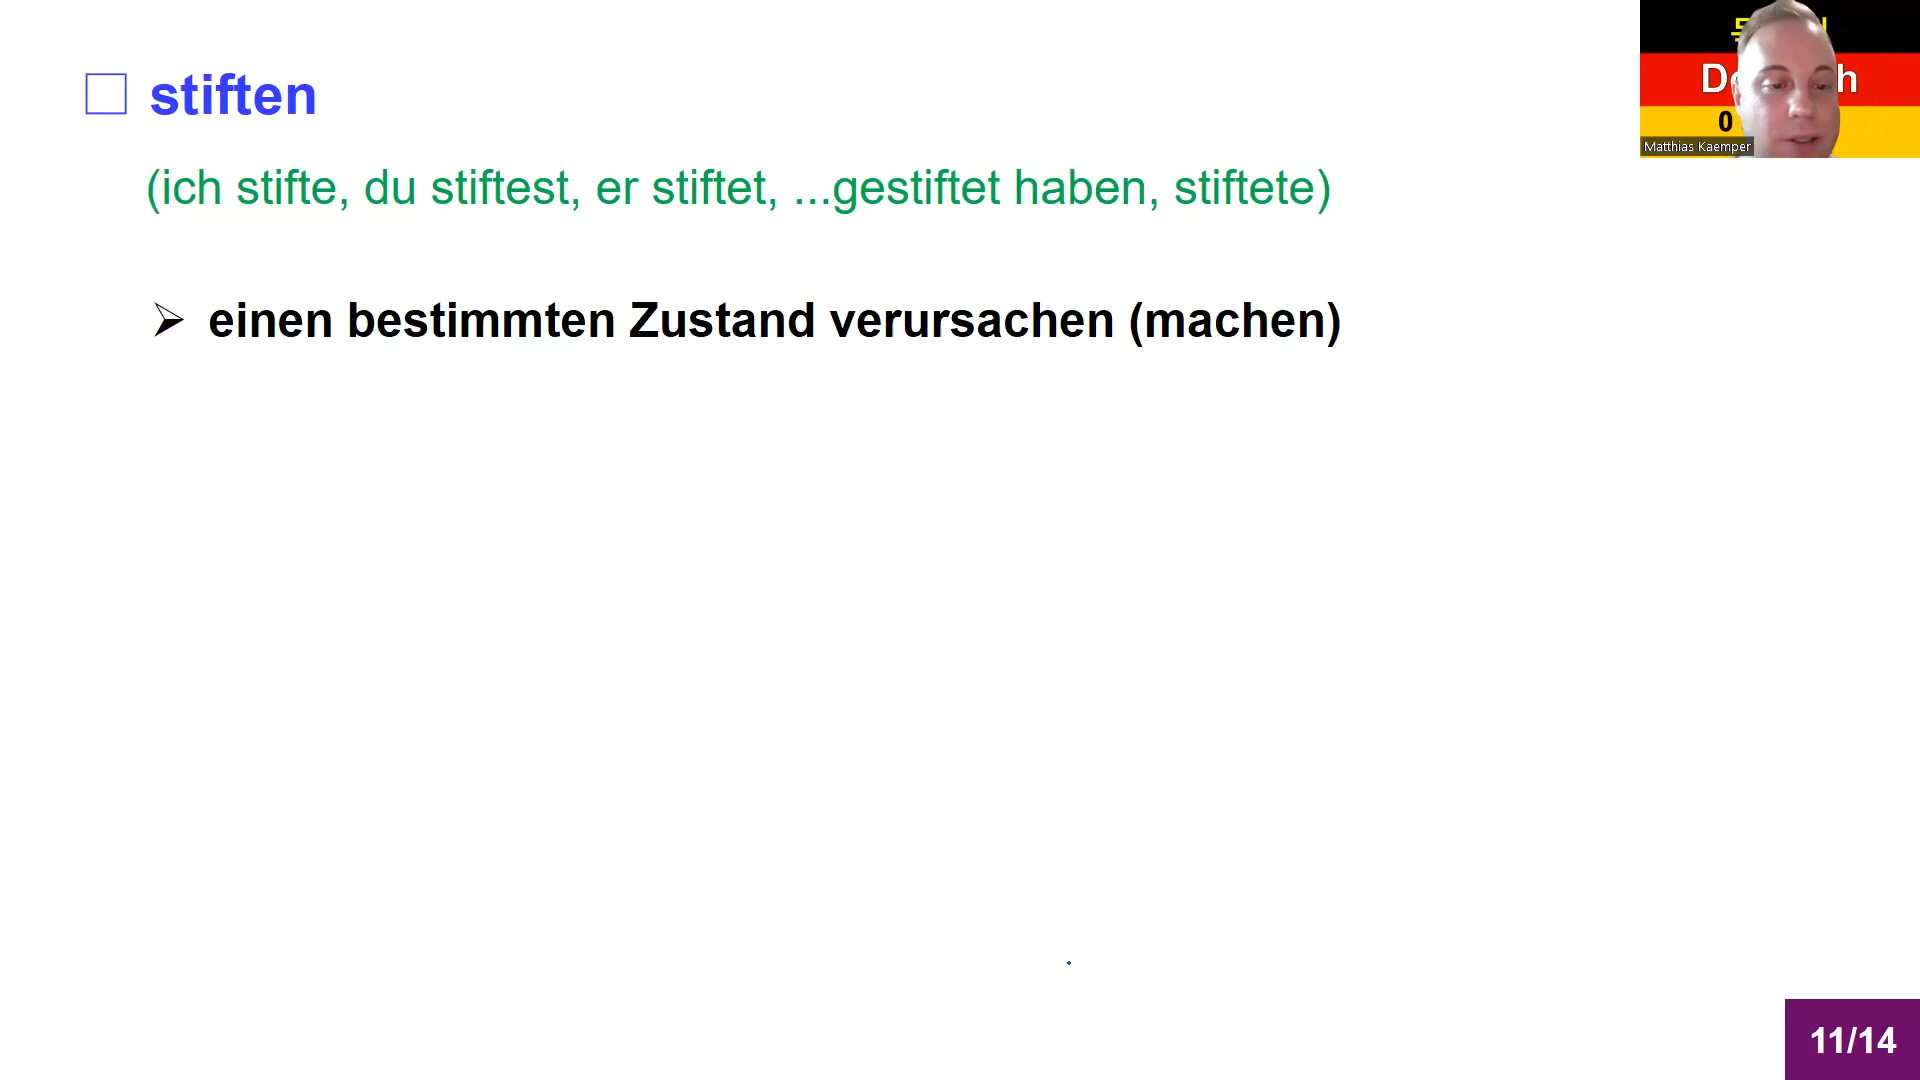 stiften
(ich stifte, du stiftest, er stiftet, ...gestiftet haben, stiftete)
➢ einen bestimmten Zustand verursachen (machen)
Matthias Kaemper
11/14